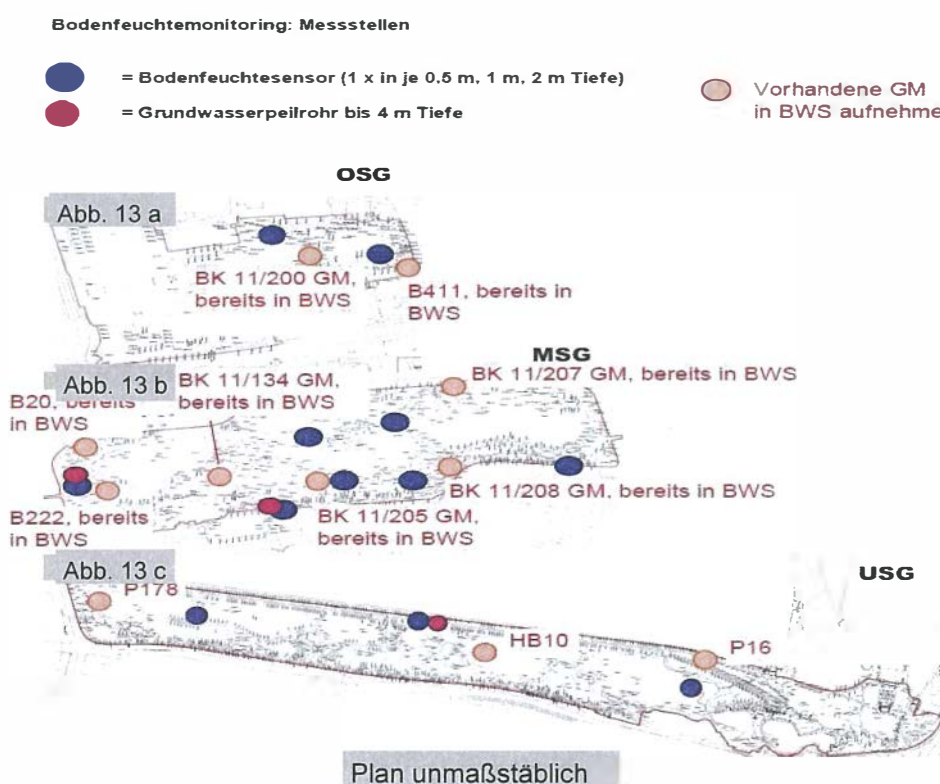 Bodenfeuchtemonitoring: Messstellen
= Bodenfeuchtesensor (1 x in je 0.5 m, 1 m, 2 m Tiefe)
= Grundwasserpeilrohr bis 4 m Tiefe
Vorhandene GM
in BWS aufnehme
OSG
Abb. 13 a
BK 11/200 GM,
bereits in BWS
B411, bereits in
BWS
MSG
Abb. 13 b
BK 11/134 GM,
bereits in BWS
BK 11/207 GM, bereits in BWS
B20, bereits
in BWS
BK 11/208 GM, bereits in BWS
B222, bereits
in BWS
BK 11/205 GM,
bereits in BWS
Abb. 13 c
USG
P178
HB10
P16
Plan unmaßstäblich